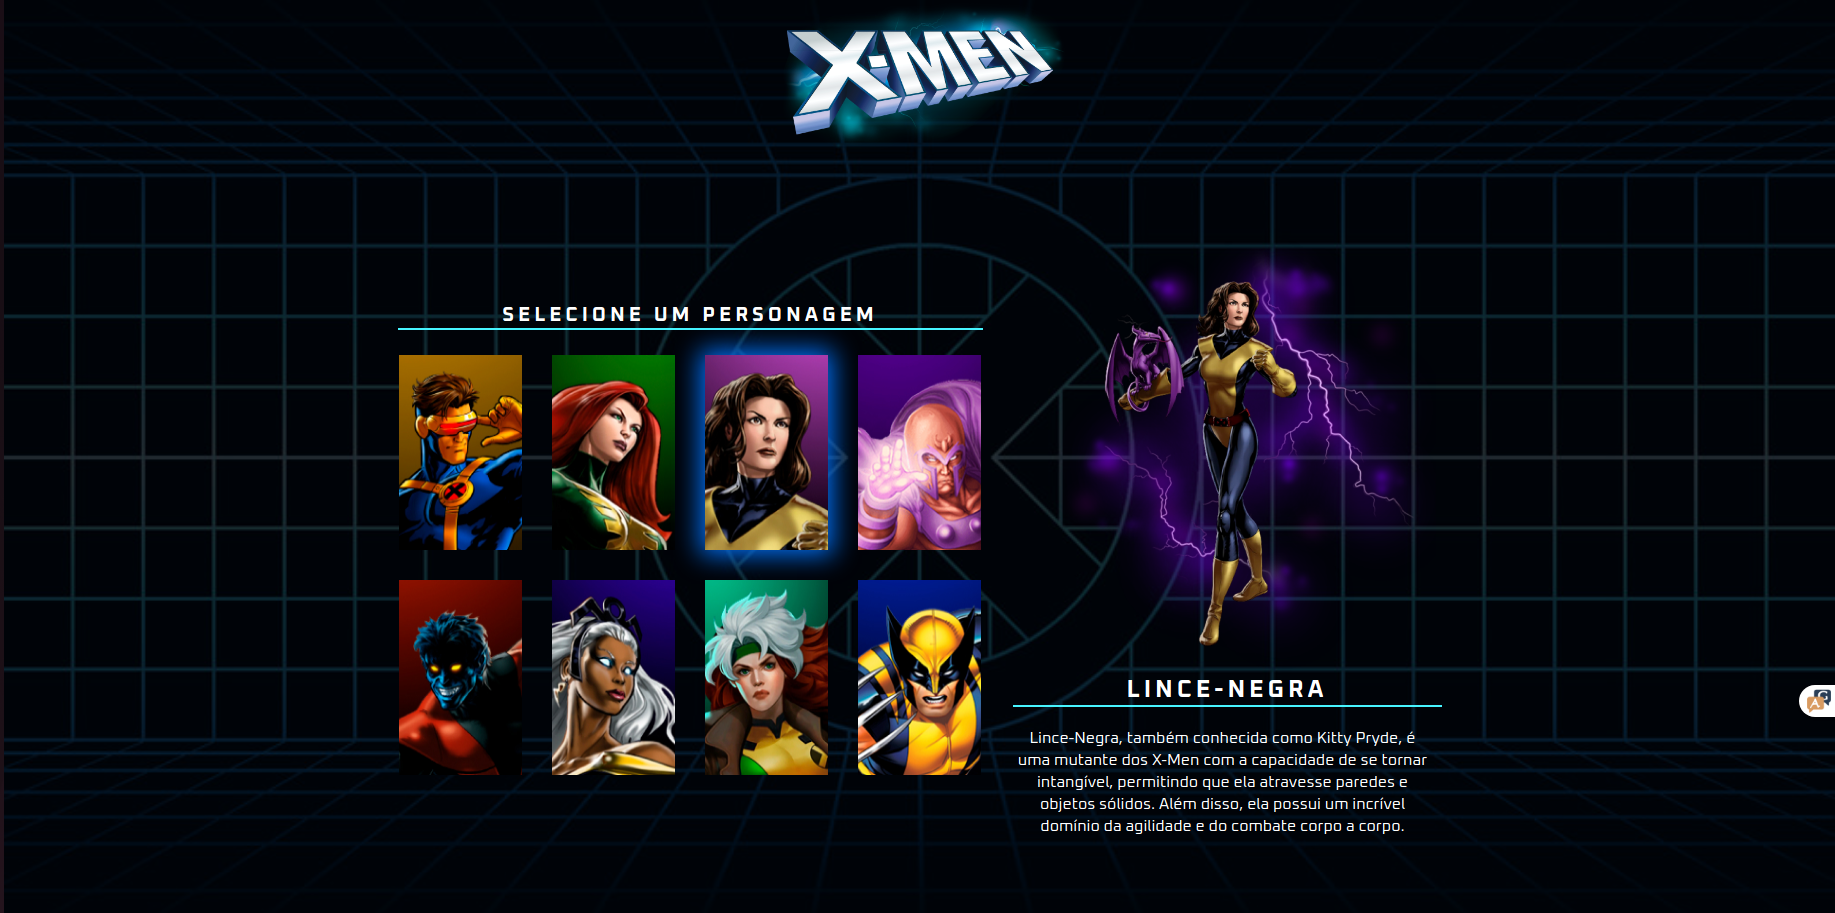 X-MEN
SELECIONE UM PERSONAGEM
LINCE-NEGRA
Lince-Negra, também conhecida como Kitty Pryde, é
uma mutante dos X-Men com a capacidade de se tornar
intangível, permitindo que ela atravesse paredes e
objetos sólidos. Além disso, ela possui um incrível
domínio da agilidade e do combate corpo a corpo.